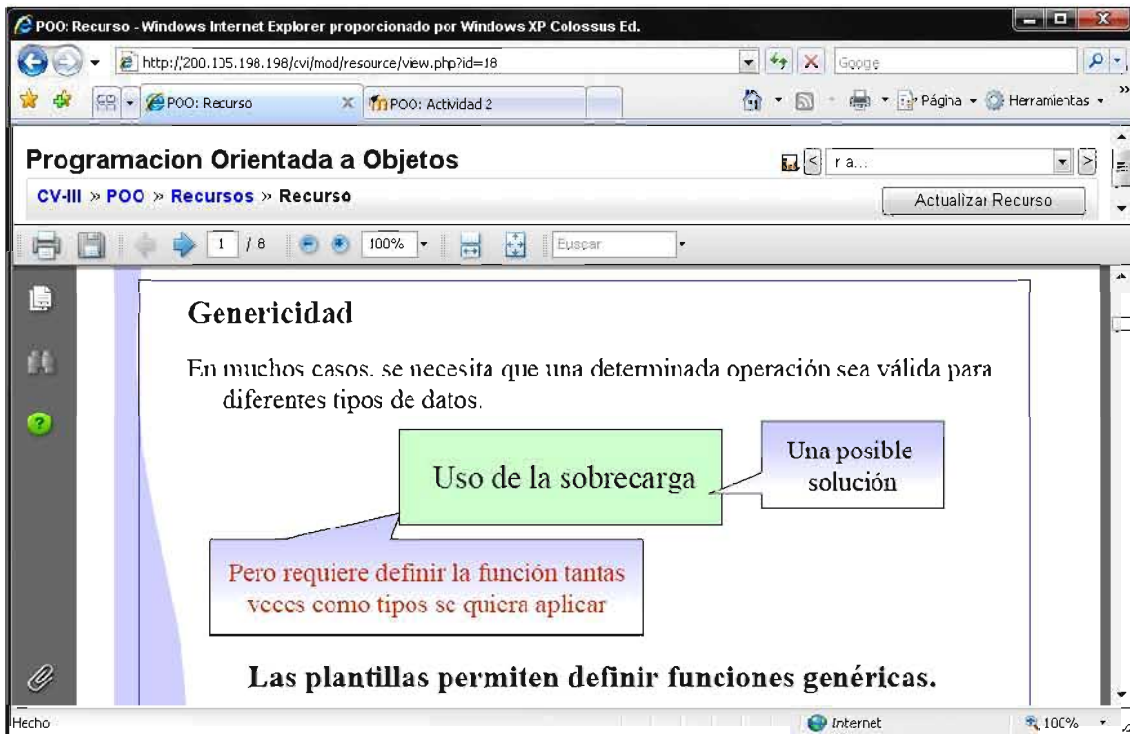 POO: Recurso - Windows Internet Explorer proporcionado por Windows XP Colossus Ed.
http://200.105.198.198/cvi/mod/resource/view.php?id=18
POO: Recurso
POO: Actividad 2
Página
Herramientas
Programacion Orientada a Objetos
r a...
CV-III » POO » Recursos » Recurso
Actualizar Recurso
1 / 8
100%
Buscar
Genericidad
En muchos casos, se necesita que una determinada operación sea válida para
diferentes tipos de datos.
Uso de la sobrecarga
Una posible
solución
Pero requiere definir la función tantas
veces como tipos se quiera aplicar
Las plantillas permiten definir funciones genéricas.
Hecho
Internet
100%